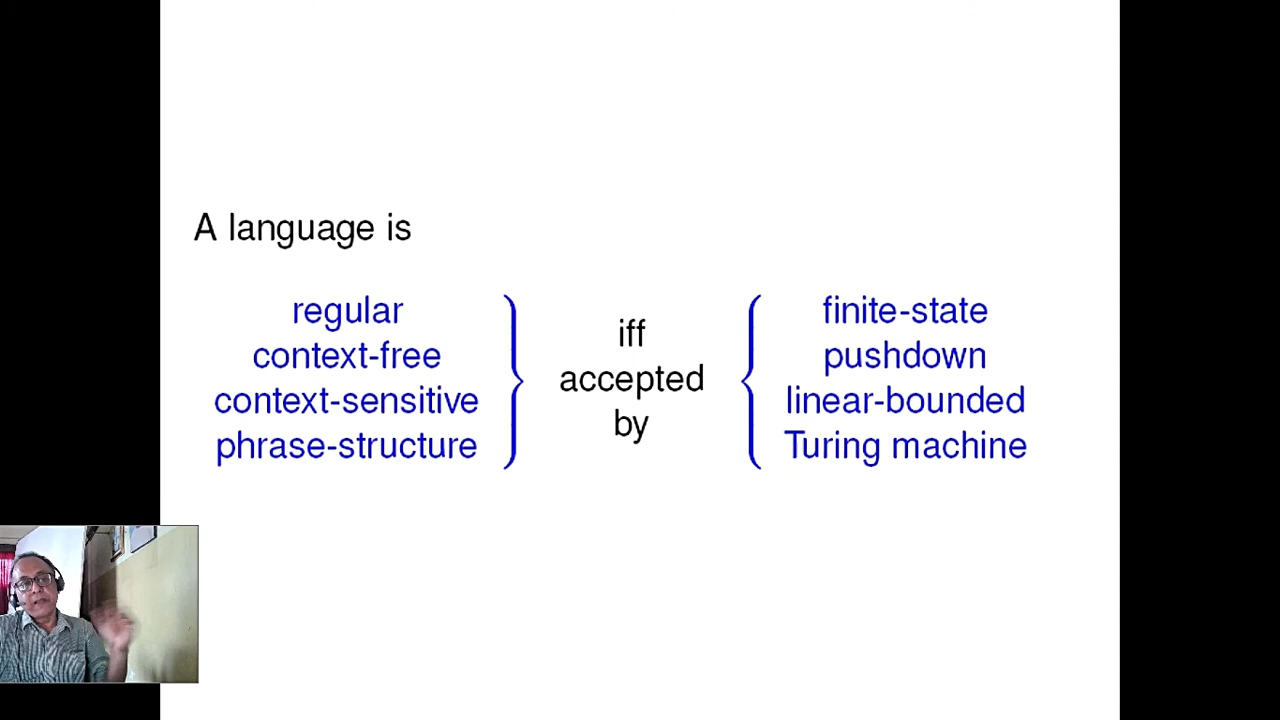 A language is
regular
context-free
context-sensitive
phrase-structure
iff
accepted
by
finite-state
pushdown
linear-bounded
Turing machine